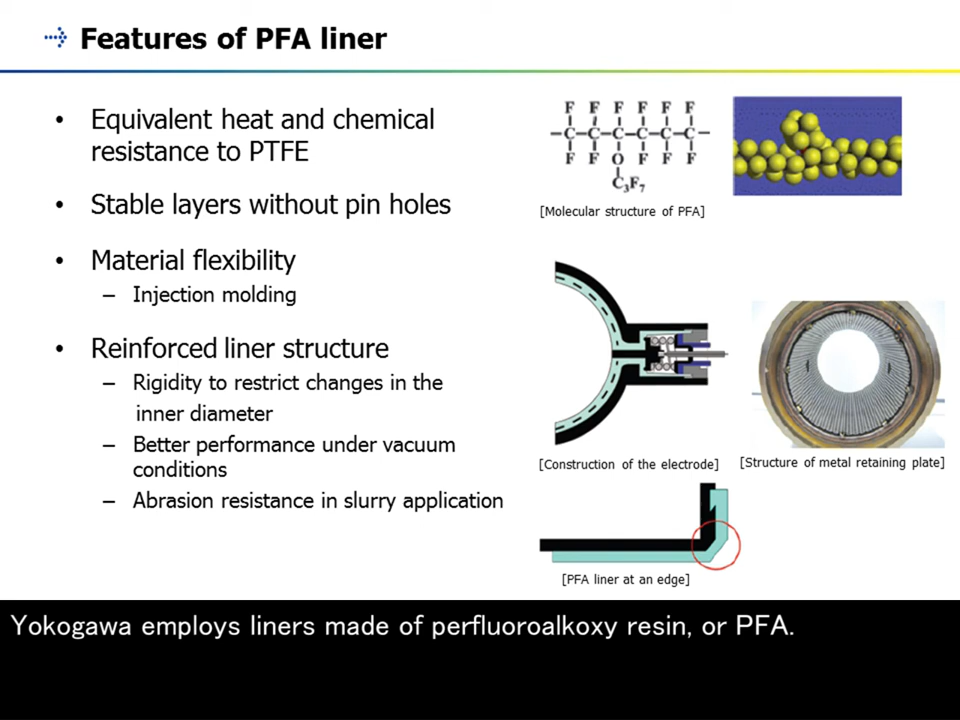 Features of PFA liner
• Equivalent heat and chemical
resistance to PTFE
• Stable layers without pin holes
• Material flexibility
– Injection molding
• Reinforced liner structure
– Rigidity to restrict changes in the
inner diameter
– Better performance under vacuum
conditions
– Abrasion resistance in slurry application
F F F F F F
–C–C–C–C–C–C–
F F O F F F
C₃F₇
[Molecular structure of PFA]
[Construction of the electrode]
[Structure of metal retaining plate]
[PFA liner at an edge]
Yokogawa employs liners made of perfluoroalkoxy resin, or PFA.